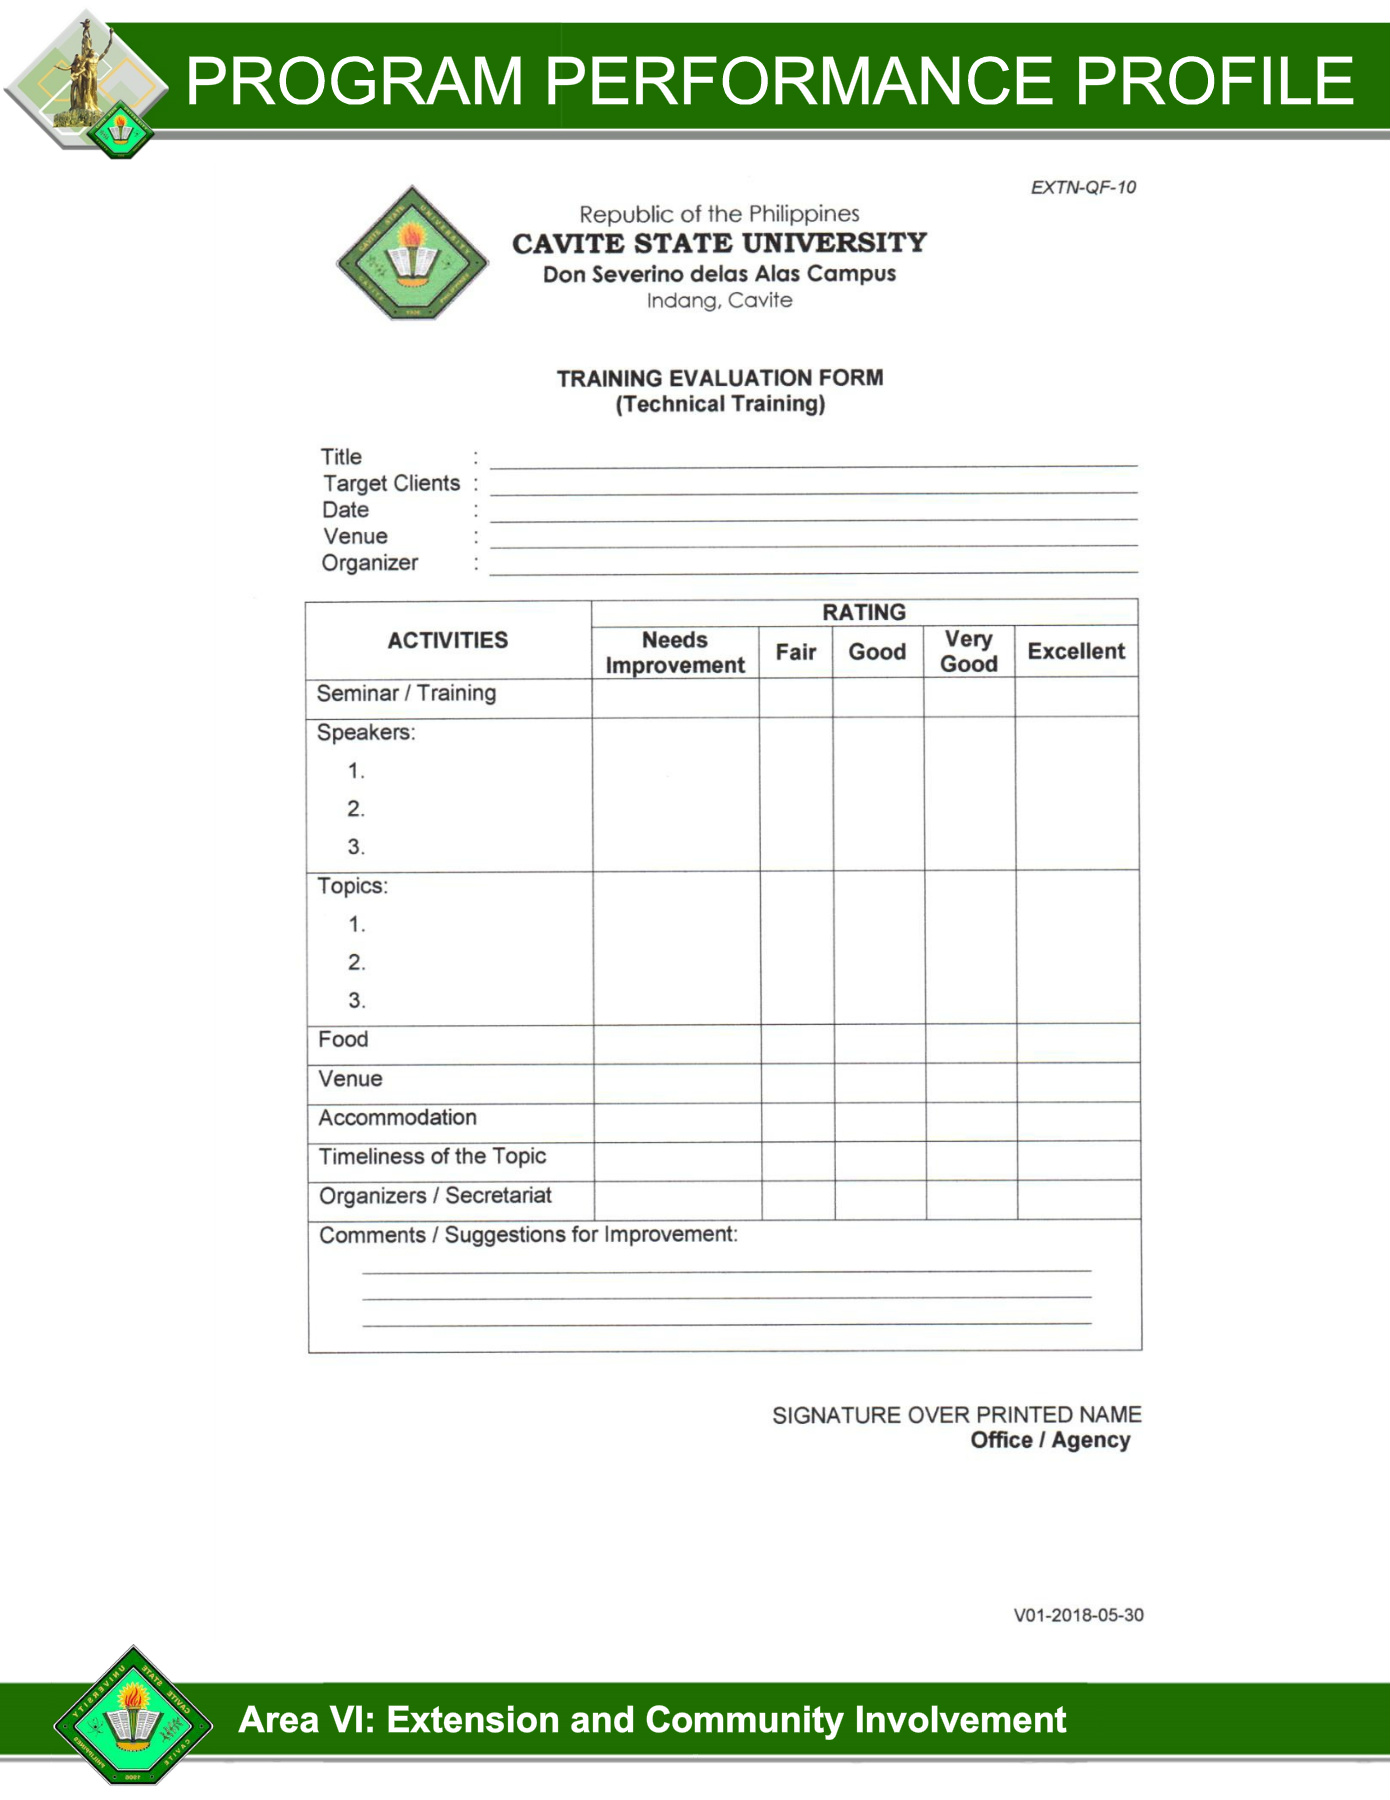 PROGRAM PERFORMANCE PROFILE
EXTN-QF-10
Republic of the Philippines
CAVITE STATE UNIVERSITY
Don Severino delas Alas Campus
Indang, Cavite
TRAINING EVALUATION FORM
(Technical Training)
Title :
Target Clients :
Date :
Venue :
Organizer :
ACTIVITIES
RATING
Needs Improvement Fair Good Very Good Excellent
Seminar / Training
Speakers:
1.
2.
3.
Topics:
1.
2.
3.
Food
Venue
Accommodation
Timeliness of the Topic
Organizers / Secretariat
Comments / Suggestions for Improvement:
SIGNATURE OVER PRINTED NAME
Office / Agency
V01-2018-05-30
Area VI: Extension and Community Involvement